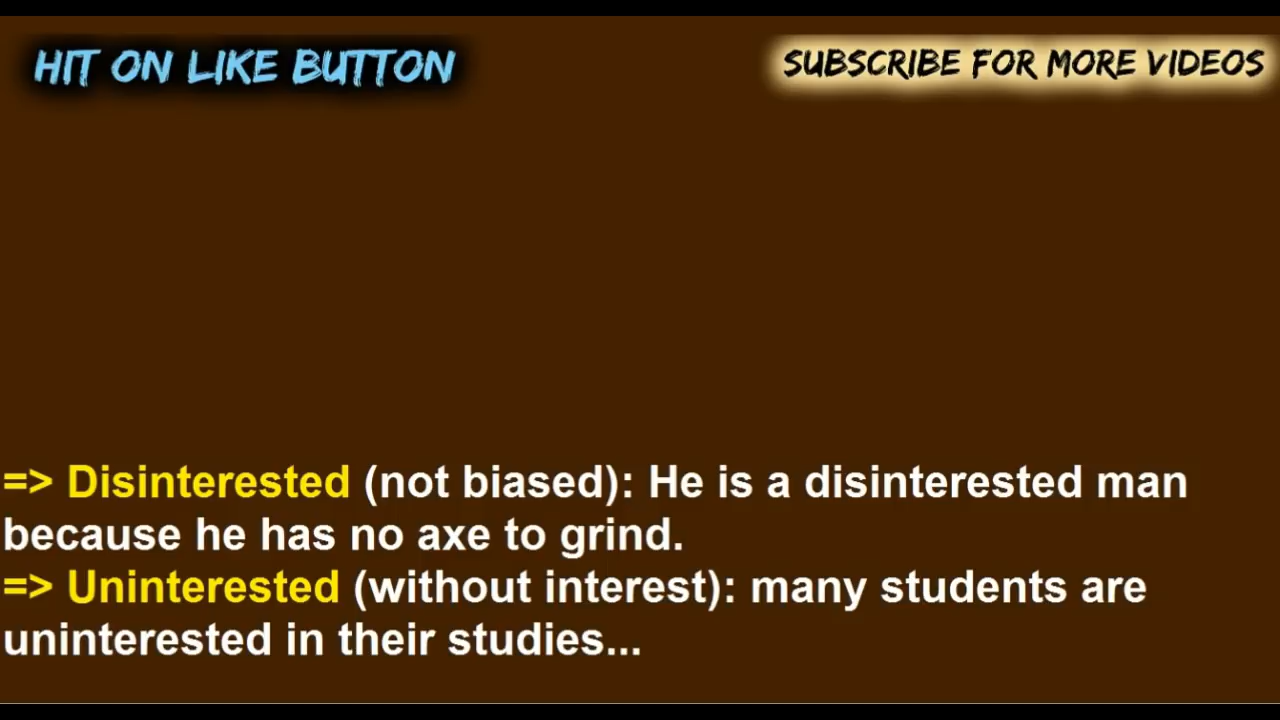 HIT ON LIKE BUTTON
SUBSCRIBE FOR MORE VIDEOS
=> Disinterested (not biased): He is a disinterested man
because he has no axe to grind.
=> Uninterested (without interest): many students are
uninterested in their studies...